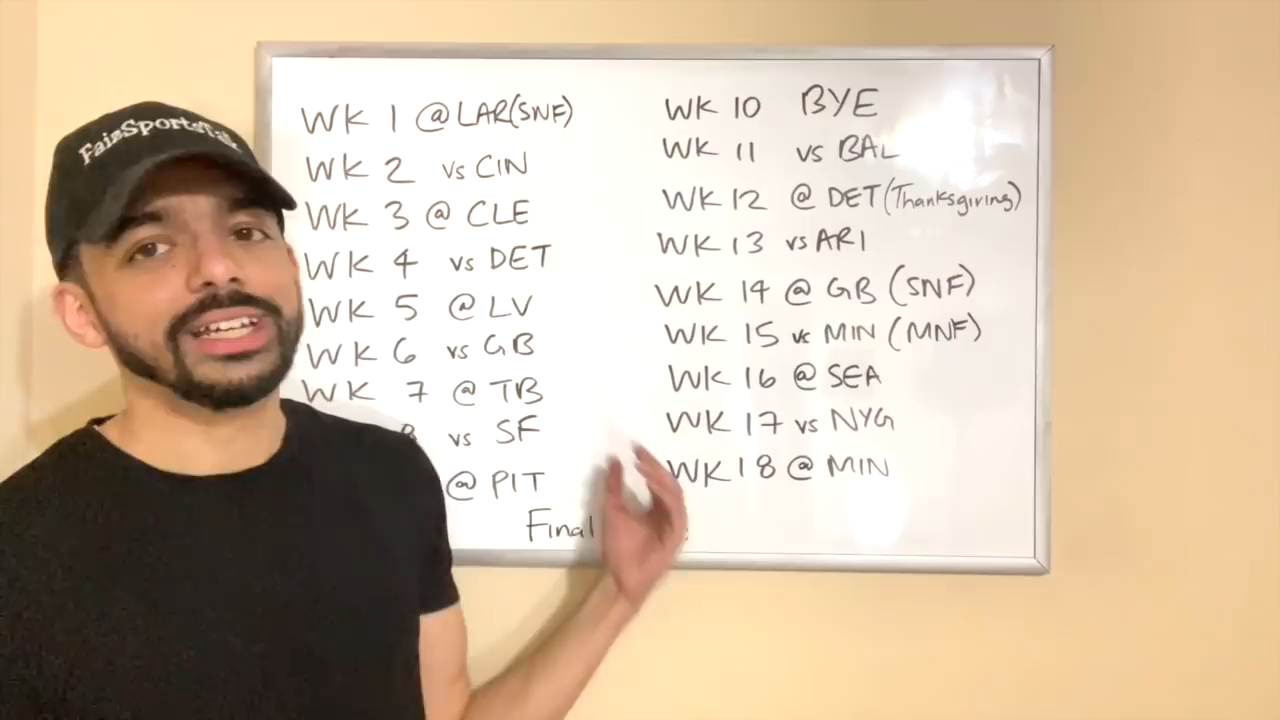 FaizSportsTalk
WK 1 @ LAR(SNF)
WK 2 vs CIN
WK 3 @ CLE
WK 4 vs DET
WK 5 @ LV
WK 6 vs GB
WK 7 @ TB
8 vs SF
@ PIT
WK 10 BYE
WK 11 vs BAL
WK 12 @ DET (Thanksgiving)
WK 13 vs ARI
WK 14 @ GB (SNF)
WK 15 vs MIN (MNF)
WK 16 @ SEA
WK 17 vs NYG
WK 18 @ MIN
Final